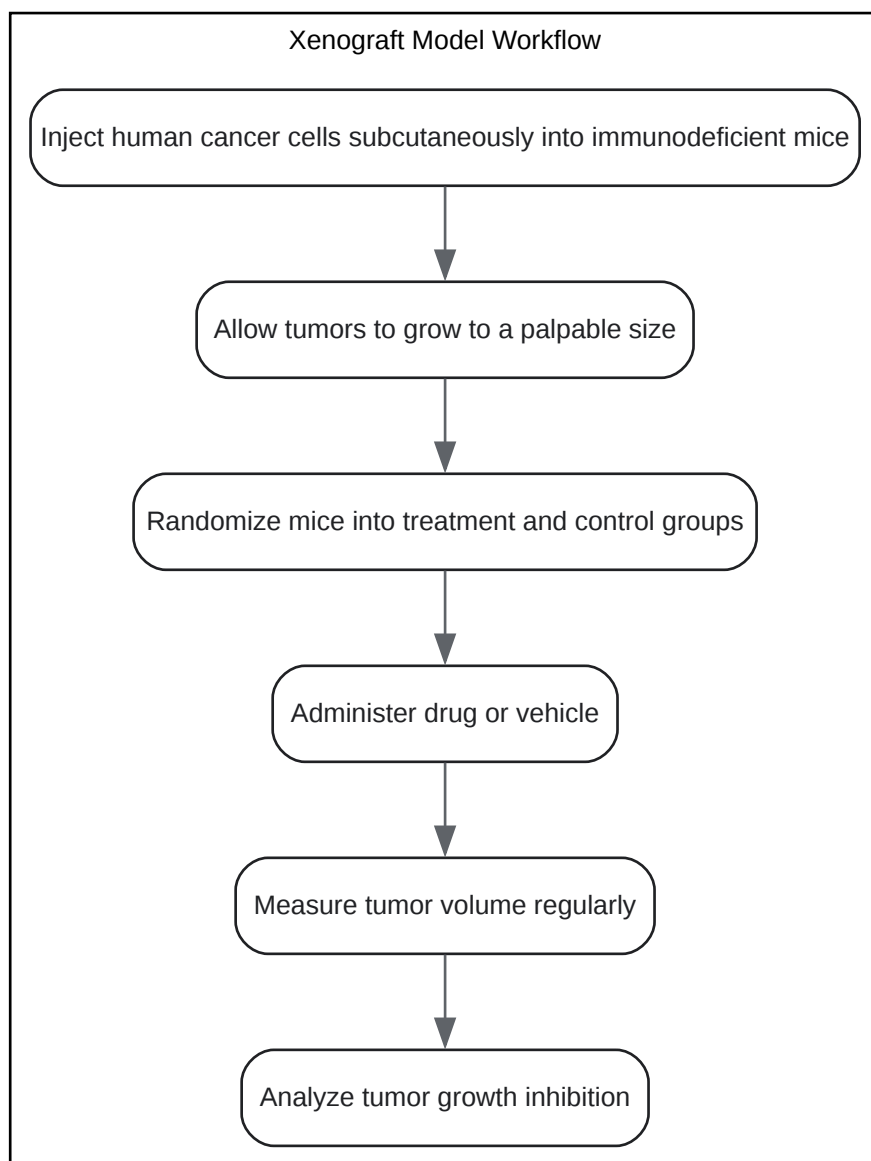 Xenograft Model Workflow
Inject human cancer cells subcutaneously into immunodeficient mice
Allow tumors to grow to a palpable size
Randomize mice into treatment and control groups
Administer drug or vehicle
Measure tumor volume regularly
Analyze tumor growth inhibition